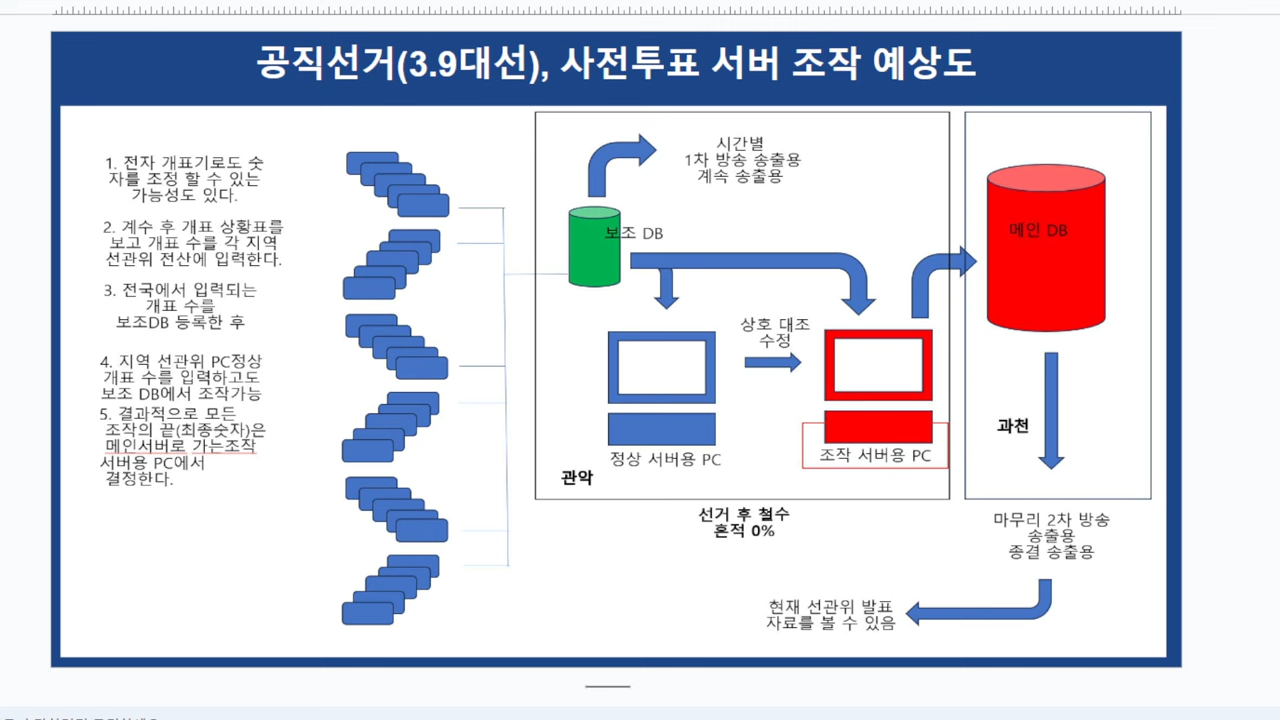 공직선거(3.9대선), 사전투표 서버 조작 예상도
1. 전자 개표기로도 숫
자를 조정 할 수 있는
가능성도 있다.
2. 계수 후 개표 상황표를
보고 개표 수를 각 지역
선관위 전산에 입력한다.
3. 전국에서 입력되는
개표 수를
보조DB 등록한 후
4. 지역 선관위 PC정상
개표 수를 입력하고도
보조 DB에서 조작가능
5. 결과적으로 모든
조작의 끝(최종숫자)은
메인서버로 가는조작
서버용 PC에서
결정한다.
시간별
1차 방송 송출용
계속 송출용
보조 DB
상호 대조
수정
정상 서버용 PC
조작 서버용 PC
관악
선거 후 철수
흔적 0%
메인 DB
과천
마무리 2차 방송
송출용
종결 송출용
현재 선관위 발표
자료를 볼 수 있음